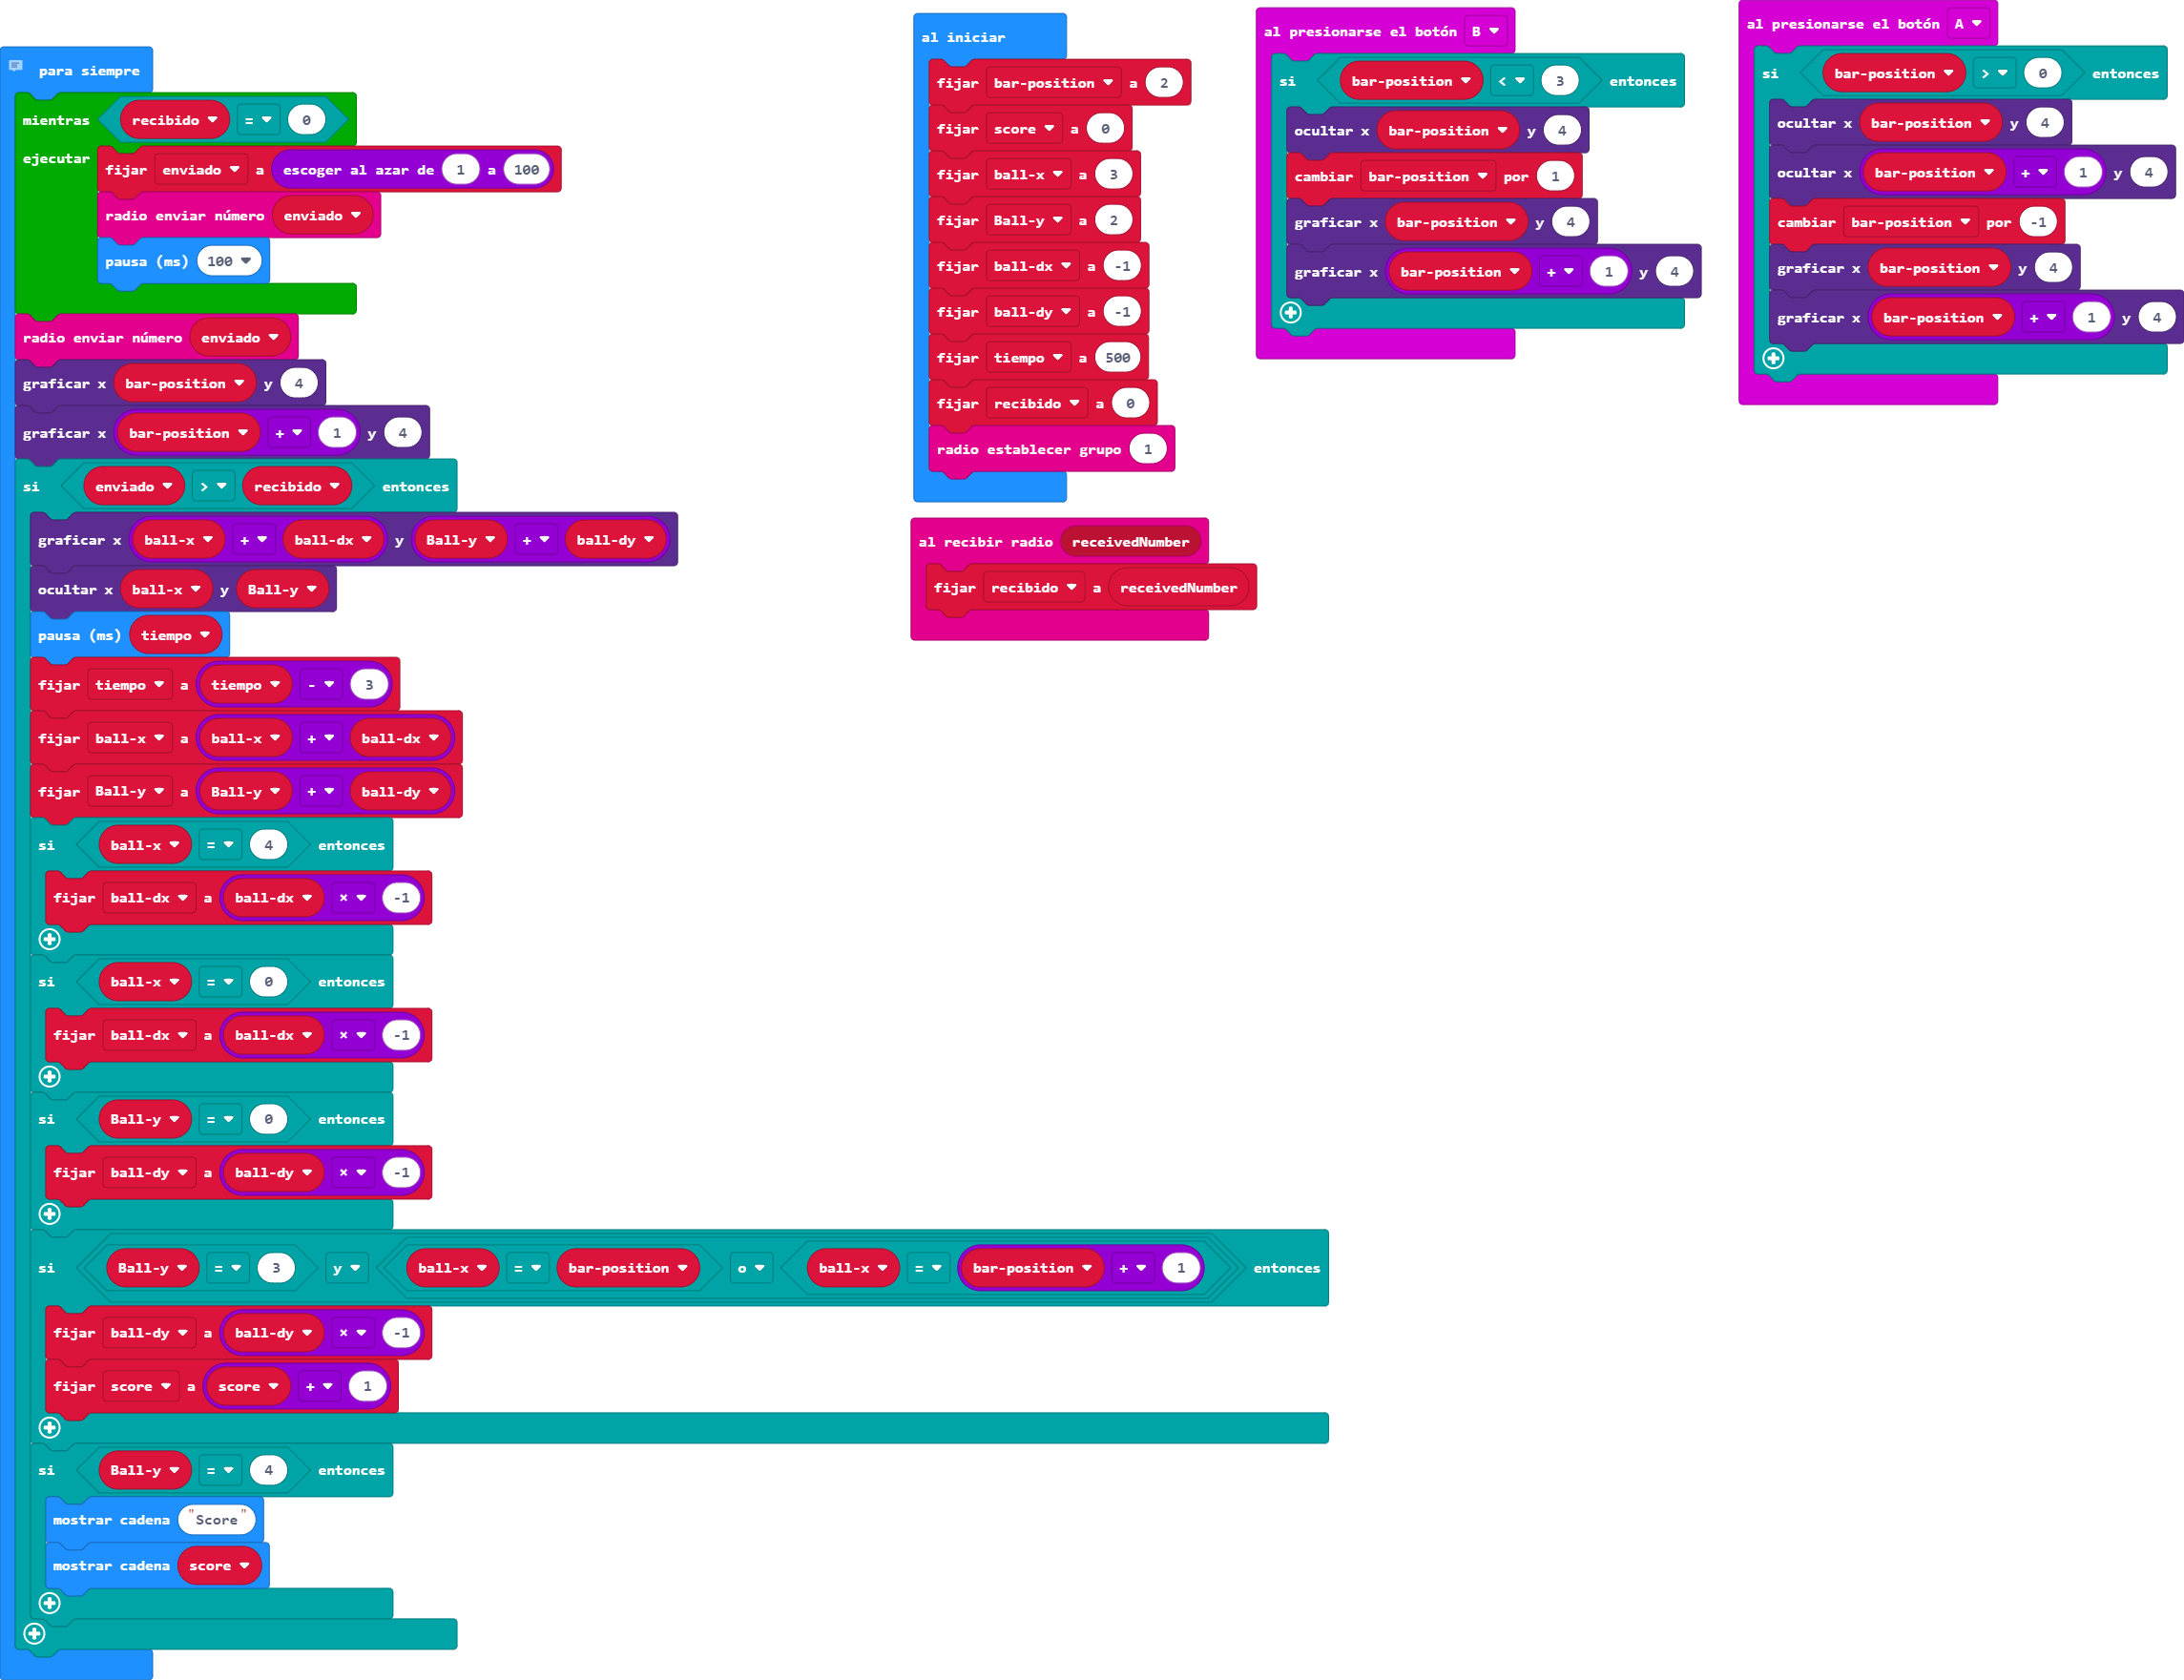 para siempre
mientras recibido = 0
ejecutar fijar enviado a escoger al azar de 1 a 100
radio enviar número enviado
pausa (ms) 100
radio enviar número enviado
graficar x bar-position y 4
graficar x bar-position + 1 y 4
si enviado > recibido entonces
graficar x ball-x + ball-dx y Ball-y + ball-dy
ocultar x ball-x y Ball-y
pausa (ms) tiempo
fijar tiempo a tiempo - 3
fijar ball-x a ball-x + ball-dx
fijar Ball-y a Ball-y + ball-dy
si ball-x = 4 entonces
fijar ball-dx a ball-dx × -1
si ball-x = 0 entonces
fijar ball-dx a ball-dx × -1
si Ball-y = 0 entonces
fijar ball-dy a ball-dy × -1
si Ball-y = 3 y ball-x = bar-position o ball-x = bar-position + 1 entonces
fijar ball-dy a ball-dy × -1
fijar score a score + 1
si Ball-y = 4 entonces
mostrar cadena "Score"
mostrar cadena score
al iniciar
fijar bar-position a 2
fijar score a 0
fijar ball-x a 3
fijar Ball-y a 2
fijar ball-dx a -1
fijar ball-dy a -1
fijar tiempo a 500
fijar recibido a 0
radio establecer grupo 1
al recibir radio receivedNumber
fijar recibido a receivedNumber
al presionarse el botón B
si bar-position < 3 entonces
ocultar x bar-position y 4
cambiar bar-position por 1
graficar x bar-position y 4
graficar x bar-position + 1 y 4
al presionarse el botón A
si bar-position > 0 entonces
ocultar x bar-position y 4
ocultar x bar-position + 1 y 4
cambiar bar-position por -1
graficar x bar-position y 4
graficar x bar-position + 1 y 4